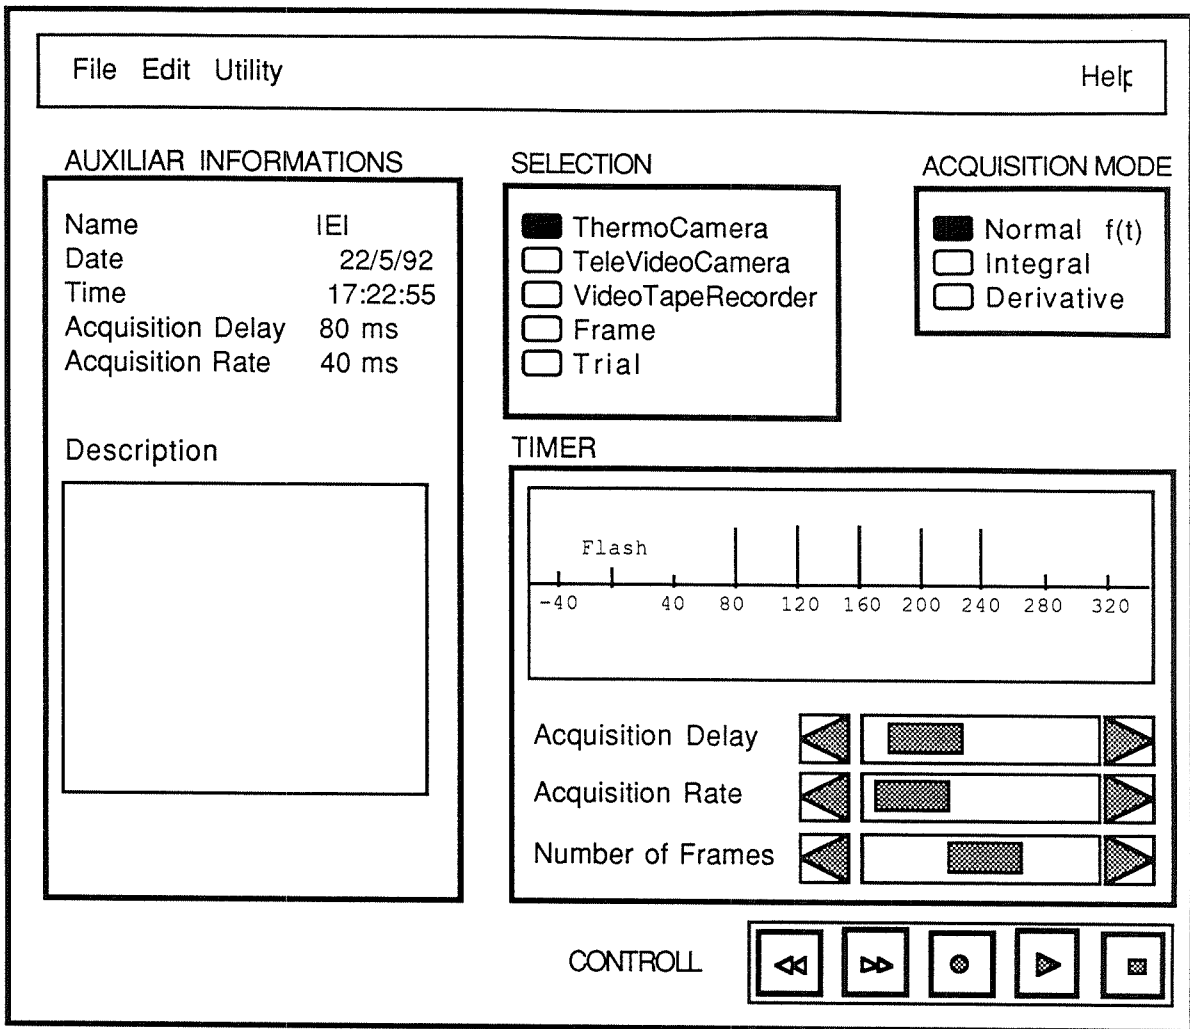 File Edit Utility Help
AUXILIAR INFORMATIONS
Name IEI
Date 22/5/92
Time 17:22:55
Acquisition Delay 80 ms
Acquisition Rate 40 ms
Description
SELECTION
ThermoCamera
TeleVideoCamera
VideoTapeRecorder
Frame
Trial
ACQUISITION MODE
Normal f(t)
Integral
Derivative
TIMER
Flash
-40 40 80 120 160 200 240 280 320
Acquisition Delay
Acquisition Rate
Number of Frames
CONTROLL